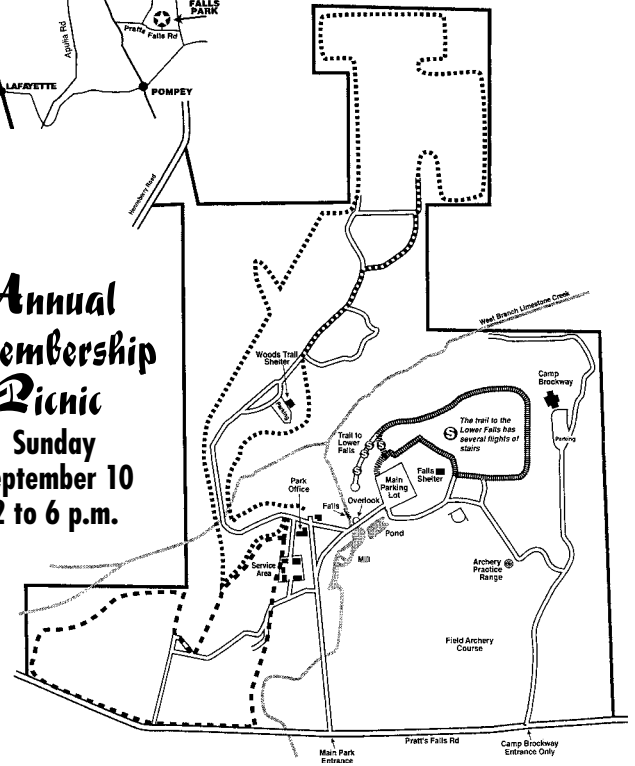 FALLS
PARK
Pratts Falls Rd
Apulia Rd
LAFAYETTE
POMPEY
Henneberry Road
Annual
embership
Picnic
Sunday
eptember 10
2 to 6 p.m.
West Branch Limestone Creek
Woods Trail
Shelter
Parking
Camp
Brockway
Parking
Trail to
Lower
Falls
S
S
S
S
S
The trail to the
Lower Falls has
several flights of
stairs
Main
Parking
Lot
Falls
Shelter
Park
Office
Overlook
Falls
Pond
Mill
Service
Area
Archery
Practice
Range
Field Archery
Course
Pratt's Falls Rd
Main Park
Entrance
Camp Brockway
Entrance Only